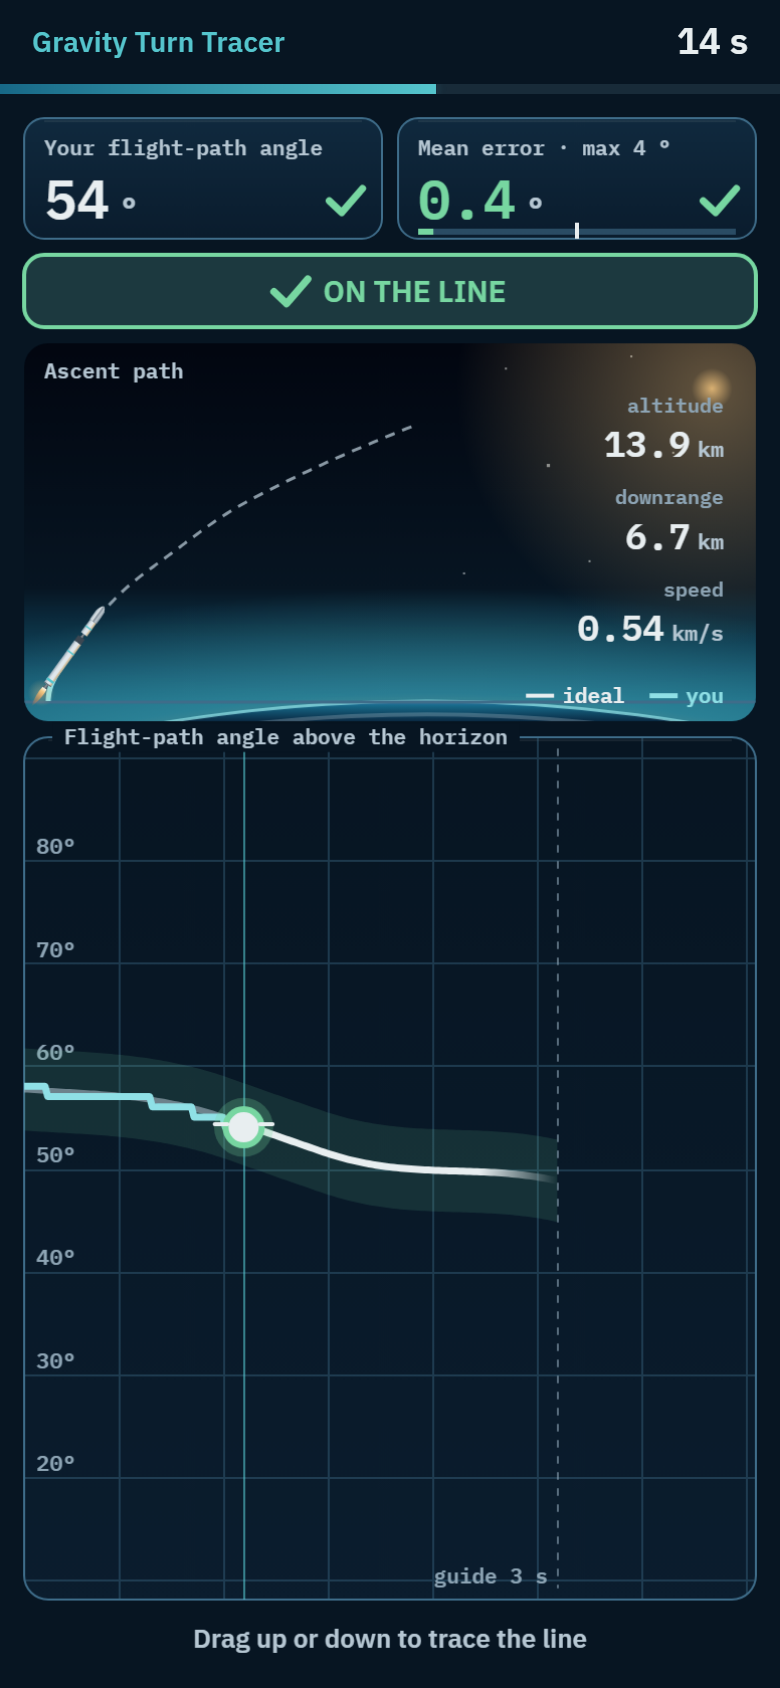 Gravity Turn Tracer
14 s
Your flight-path angle
54 °
Mean error · max 4 °
0.4 °
ON THE LINE
Ascent path
altitude
13.9 km
downrange
6.7 km
speed
0.54 km/s
ideal
you
Flight-path angle above the horizon
80°
70°
60°
50°
40°
30°
20°
guide 3 s
Drag up or down to trace the line